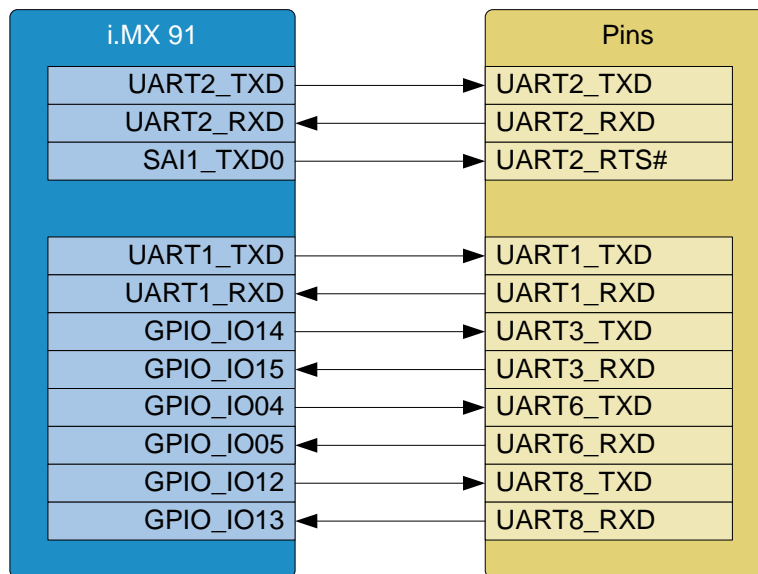 i.MX 91 Pins
UART2_TXD UART2_TXD
UART2_RXD UART2_RXD
SAI1_TXD0 UART2_RTS#
UART1_TXD UART1_TXD
UART1_RXD UART1_RXD
GPIO_IO14 UART3_TXD
GPIO_IO15 UART3_RXD
GPIO_IO04 UART6_TXD
GPIO_IO05 UART6_RXD
GPIO_IO12 UART8_TXD
GPIO_IO13 UART8_RXD